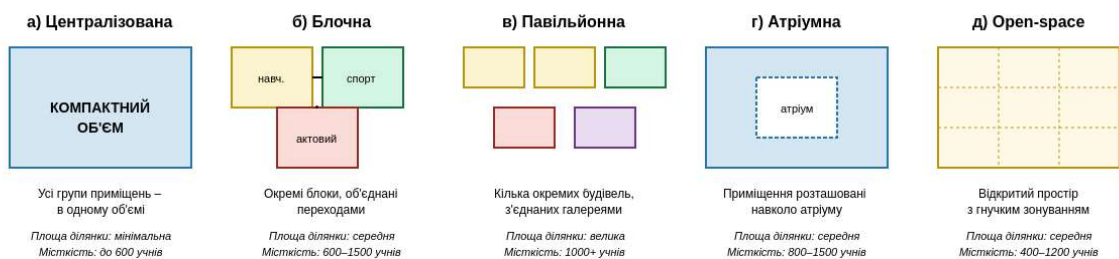 а) Централізована
КОМПАКТНИЙ
ОБ'ЄМ
Усі групи приміщень –
в одному об'ємі
Площа ділянки: мінімальна
Місткість: до 600 учнів
б) Блочна
навч.
спорт
актовий
Окремі блоки, об'єднані
переходами
Площа ділянки: середня
Місткість: 600–1500 учнів
в) Павільйонна
Кілька окремих будівель,
з'єднаних галереями
Площа ділянки: велика
Місткість: 1000+ учнів
г) Атріумна
атріум
Приміщення розташовані
навколо атріуму
Площа ділянки: середня
Місткість: 800–1500 учнів
д) Open-space
Відкритий простір
з гнучким зонуванням
Площа ділянки: середня
Місткість: 400–1200 учнів